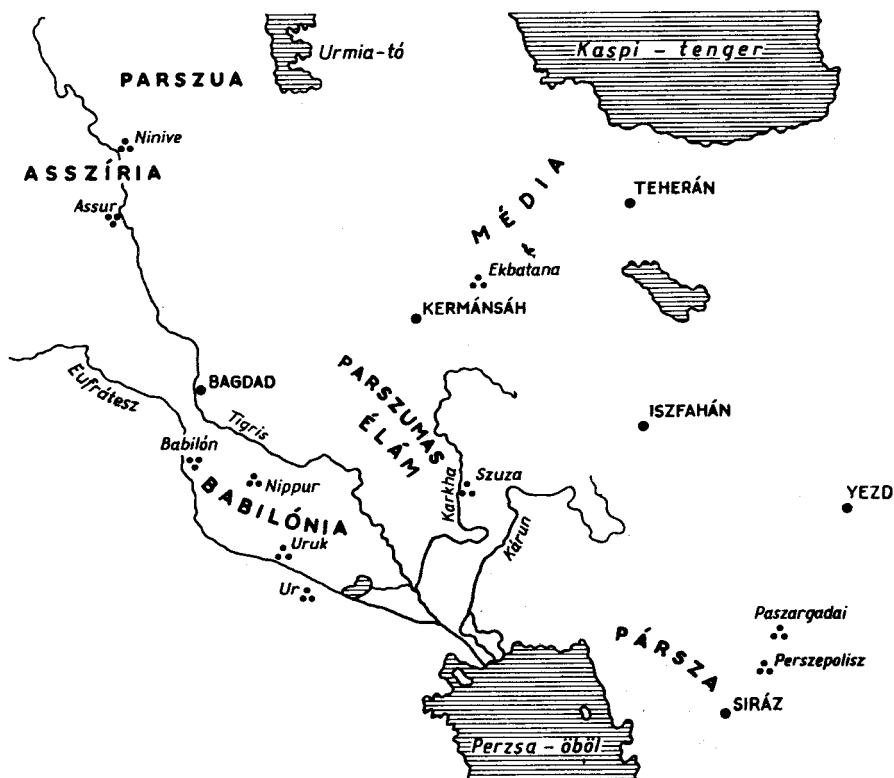 Urmia-tó
Kaspi - tenger
PARSZUA
Ninive
ASSZÍRIA
Assur
TEHERÁN
MÉDIA
Ekbatana
KERMÁNSÁH
BAGDAD
Eufrátesz
Tigris
PARSZUMAS
ÉLÁM
ISZFAHÁN
Babilón
Nippur
BABILÓNIA
Karkha
Szuza
YEZD
Uruk
Kárun
Ur
Paszargadai
PÁRSZA
Perszepolisz
SIRÁZ
Perzsa - öböl